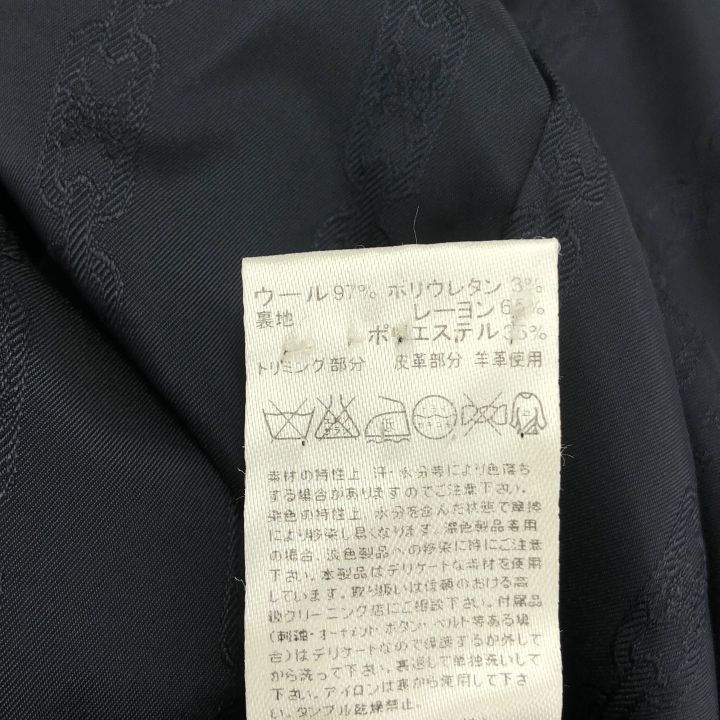 ウール97% ポリウレタン 3%
裏地 レーヨン 65%
ポリエステル 35%
トリミング部分 皮革部分 羊革使用
低
素材の特性上、汗・水分等により色落ち
する場合がありますのでご注意下さい。
染色の特性上、水分を含んだ状態で摩擦
により移染し易くなります。濃色製品着用
の場合、淡色製品への移染に特にご注意
下さい。本製品はデリケートな素材を使用
しています。取り扱いは信頼のおける高
級クリーニング店にご相談下さい。付属品
(刺繍・オーナメント・ボタン・ベルト等ある場
合)はデリケートなので保護するか外して
から洗って下さい。裏返して単独洗いして
下さい。アイロンは裏から使用して下さ
い。タンブル乾燥禁止。